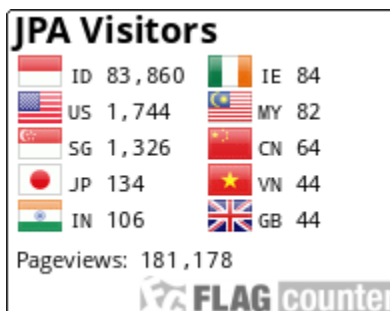 JPA Visitors
ID 83,860 IE 84
US 1,744 MY 82
SG 1,326 CN 64
JP 134 VN 44
IN 106 GB 44
Pageviews: 181,178
FLAG counter